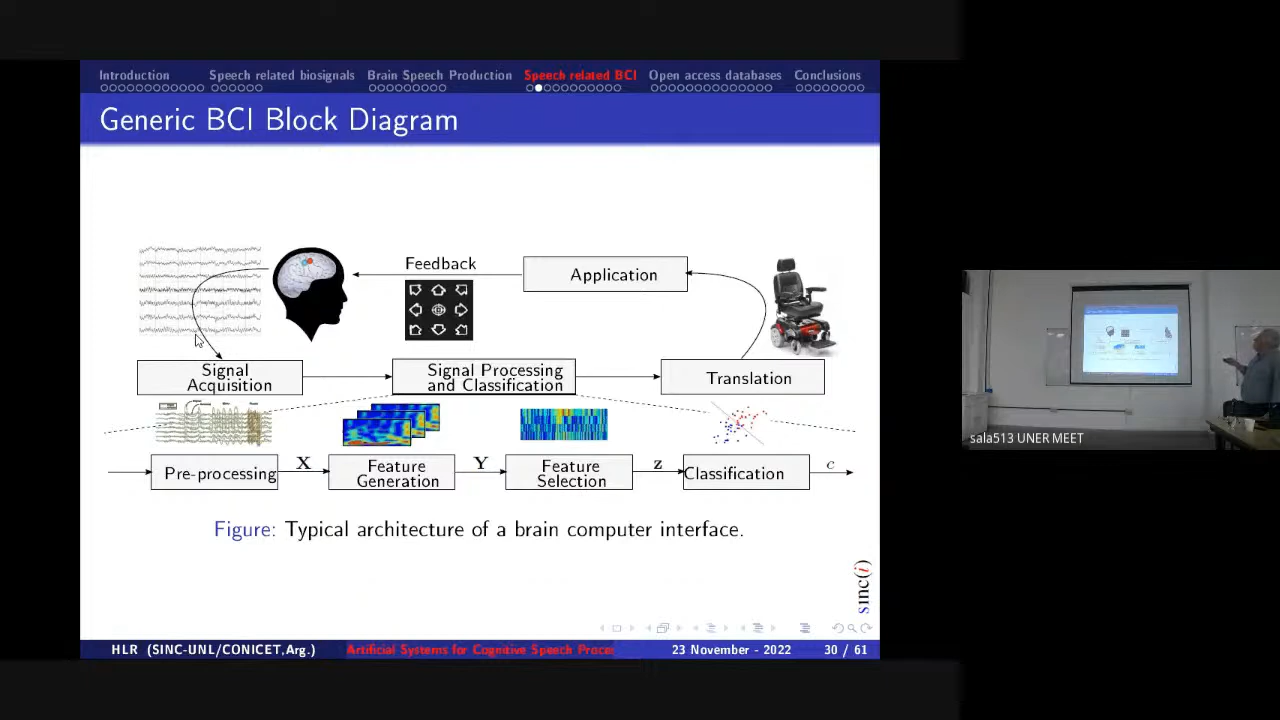 Introduction
Speech related biosignals
Brain Speech Production
Speech related BCI
Open access databases
Conclusions
Generic BCI Block Diagram
Feedback
Application
Signal
Acquisition
Signal Processing
and Classification
Translation
Pre-processing
X
Feature
Generation
Y
Feature
Selection
z
Classification
c
Figure: Typical architecture of a brain computer interface.
sinc(i)
HLR (SINC-UNL/CONICET,Arg.)
Artificial Systems for Cognitive Speech Proce
23 November - 2022
30 / 61
sala513 UNER MEET